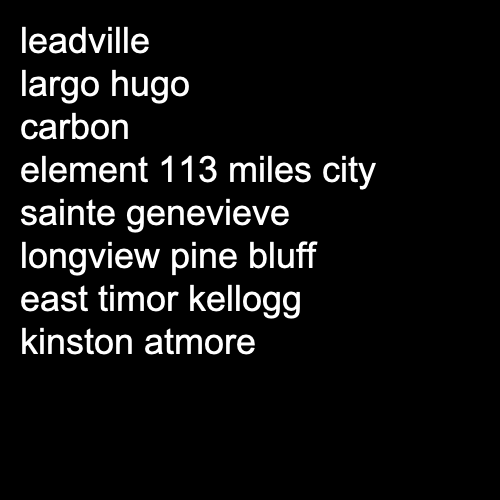 leadville
largo hugo
carbon
element 113 miles city
sainte genevieve
longview pine bluff
east timor kellogg
kinston atmore